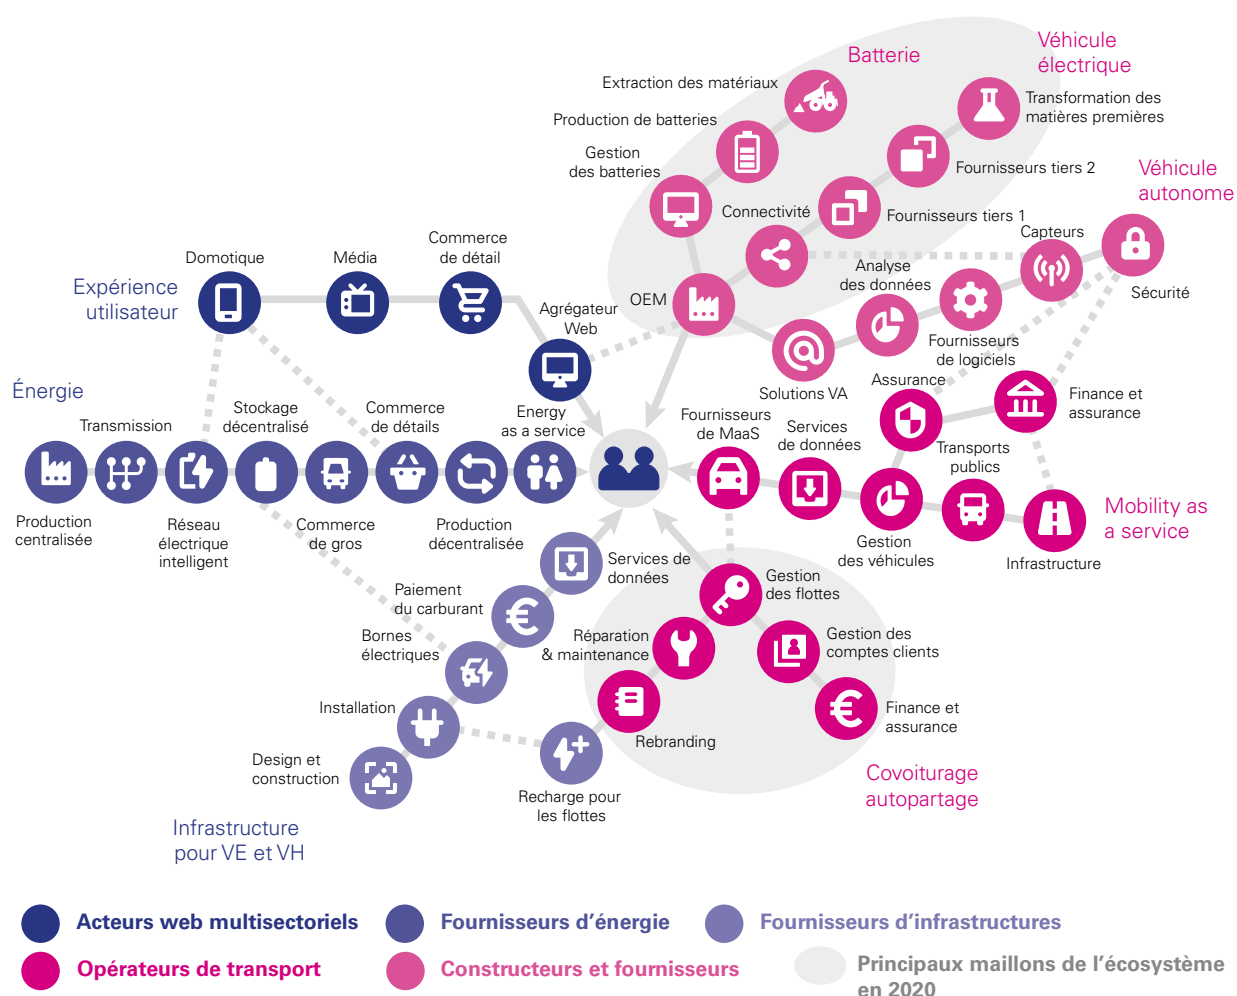 Batterie
Véhicule
électrique
Extraction des matériaux
Transformation des
matières premières
Production de batteries
Gestion
des batteries
Fournisseurs tiers 2
Véhicule
autonome
Connectivité
Fournisseurs tiers 1
Capteurs
Sécurité
OEM
Analyse
des données
Fournisseurs
de logiciels
Solutions VA
Domotique
Média
Commerce
de détail
Expérience
utilisateur
Agrégateur
Web
Énergie
Transmission
Stockage
décentralisé
Commerce
de détails
Energy
as a service
Production
centralisée
Réseau
électrique
intelligent
Commerce
de gros
Production
décentralisée
Assurance
Finance et
assurance
Fournisseurs
de MaaS
Services
de données
Transports
publics
Gestion
des véhicules
Infrastructure
Mobility as
a service
Services de
données
Paiement
du carburant
Bornes
électriques
Installation
Design et
construction
Recharge pour
les flottes
Infrastructure
pour VE et VH
Gestion
des flottes
Réparation
& maintenance
Gestion des
comptes clients
Rebranding
Finance et
assurance
Covoiturage
autopartage
Acteurs web multisectoriels
Fournisseurs d’énergie
Fournisseurs d’infrastructures
Opérateurs de transport
Constructeurs et fournisseurs
Principaux maillons de l’écosystème
en 2020